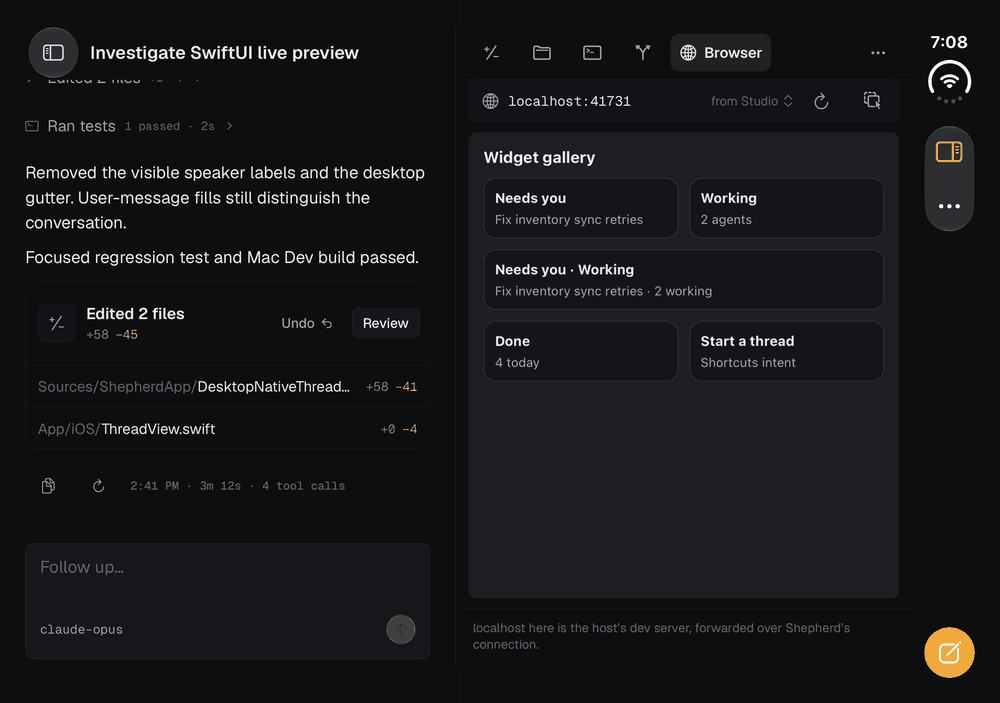 Investigate SwiftUI live preview
Edited 2 files
Ran tests 1 passed · 2s
Removed the visible speaker labels and the desktop
gutter. User-message fills still distinguish the
conversation.
Focused regression test and Mac Dev build passed.
Edited 2 files
+58 −45
Undo
Review
Sources/ShepherdApp/DesktopNativeThread... +58 −41
App/iOS/ThreadView.swift +0 −4
2:41 PM · 3m 12s · 4 tool calls
Follow up...
claude-opus
Browser
localhost:41731
from Studio
Widget gallery
Needs you
Fix inventory sync retries
Working
2 agents
Needs you · Working
Fix inventory sync retries · 2 working
Done
4 today
Start a thread
Shortcuts intent
localhost here is the host's dev server, forwarded over Shepherd's
connection.
7:08